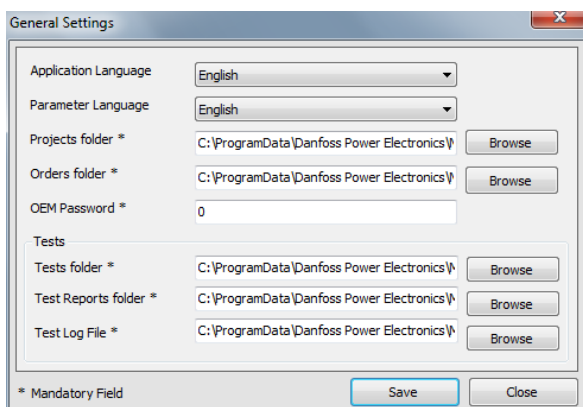 General Settings
Application Language English
Parameter Language English
Projects folder * C:\ProgramData\Danfoss Power Electronics\ Browse
Orders folder * C:\ProgramData\Danfoss Power Electronics\ Browse
OEM Password * 0
Tests
Tests folder * C:\ProgramData\Danfoss Power Electronics\ Browse
Test Reports folder * C:\ProgramData\Danfoss Power Electronics\ Browse
Test Log File * C:\ProgramData\Danfoss Power Electronics\ Browse
* Mandatory Field Save Close